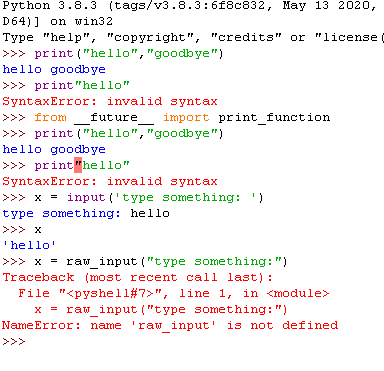 Python 3.8.3 (tags/v3.8.3:6f8c832, May 13 2020,
D64)] on win32
Type "help", "copyright", "credits" or "license(
>>> print("hello","goodbye")
hello goodbye
>>> print"hello"
SyntaxError: invalid syntax
>>> from __future__ import print_function
>>> print("hello","goodbye")
hello goodbye
>>> print"hello"
SyntaxError: invalid syntax
>>> x = input('type something: ')
type something: hello
>>> x
'hello'
>>> x = raw_input("type something:")
Traceback (most recent call last):
  File "<pyshell#7>", line 1, in <module>
    x = raw_input("type something:")
NameError: name 'raw_input' is not defined
>>>